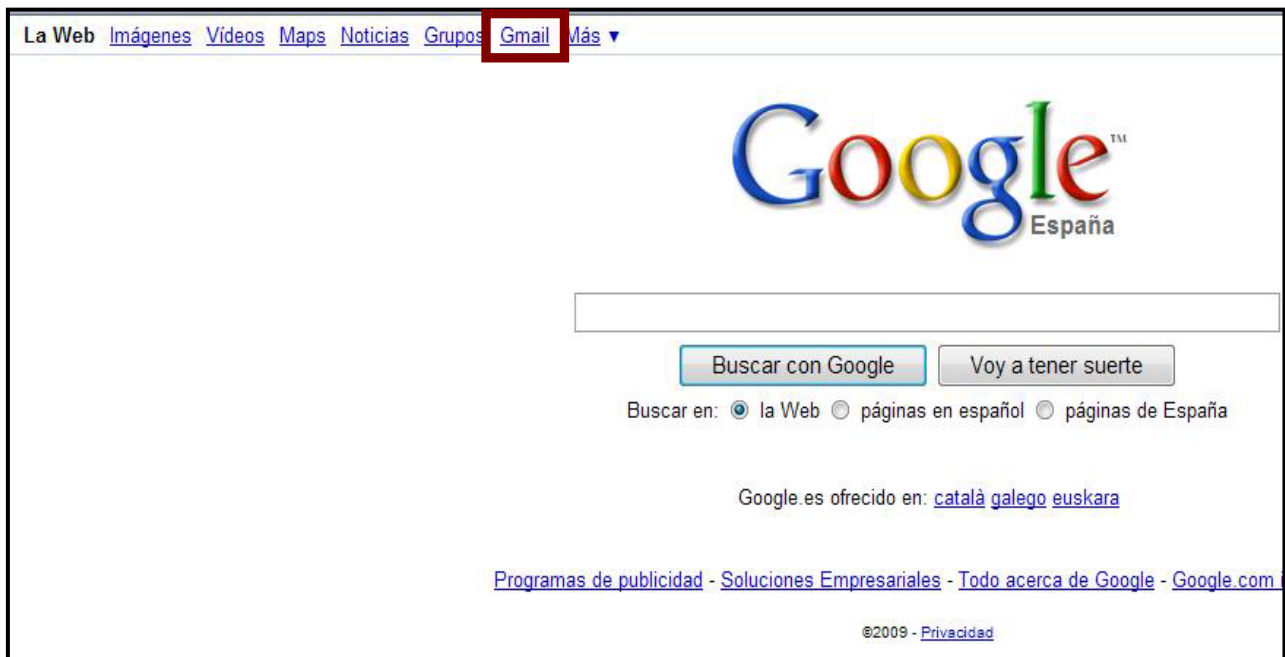 La Web Imágenes Vídeos Maps Noticias Grupos Gmail Más ▼
Google™
España
Buscar con Google Voy a tener suerte
Buscar en: la Web páginas en español páginas de España
Google.es ofrecido en: català galego euskara
Programas de publicidad - Soluciones Empresariales - Todo acerca de Google - Google.com i
©2009 - Privacidad